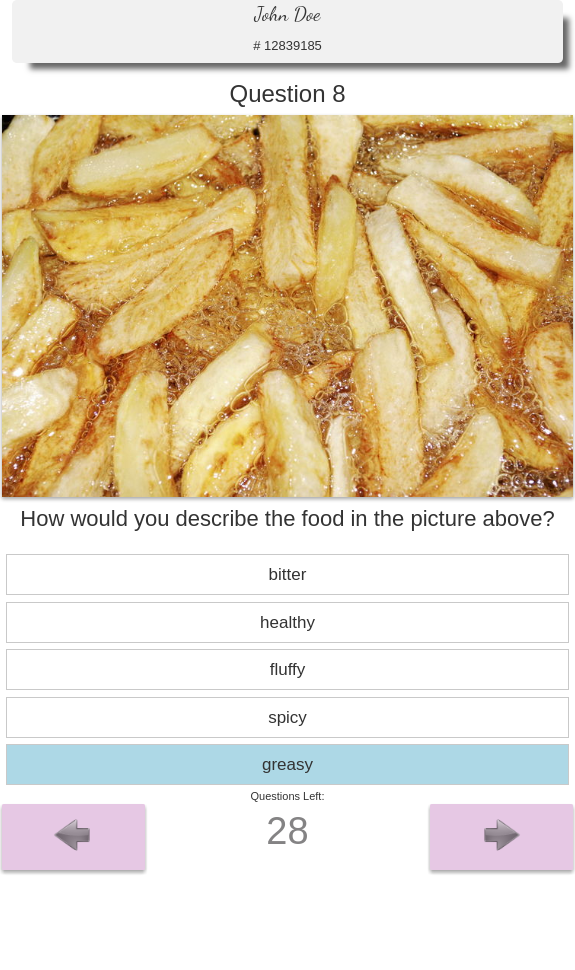 John Doe
# 12839185
Question 8
How would you describe the food in the picture above?
bitter
healthy
fluffy
spicy
greasy
Questions Left:
28